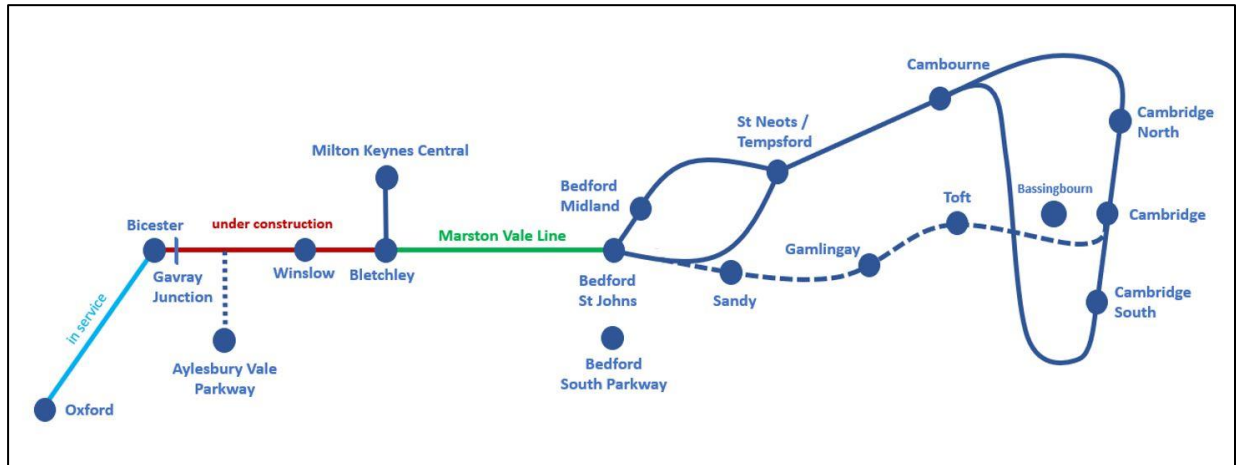 Cambourne
Cambridge
North
St Neots /
Tempsford
Milton Keynes Central
Bedford
Midland
Toft
Bassingbourn
Cambridge
Bicester
under construction
Marston Vale Line
Gamlingay
Gavray
Junction
Winslow
Bletchley
Bedford
St Johns
Sandy
Cambridge
South
in service
Aylesbury Vale
Parkway
Bedford
South Parkway
Oxford